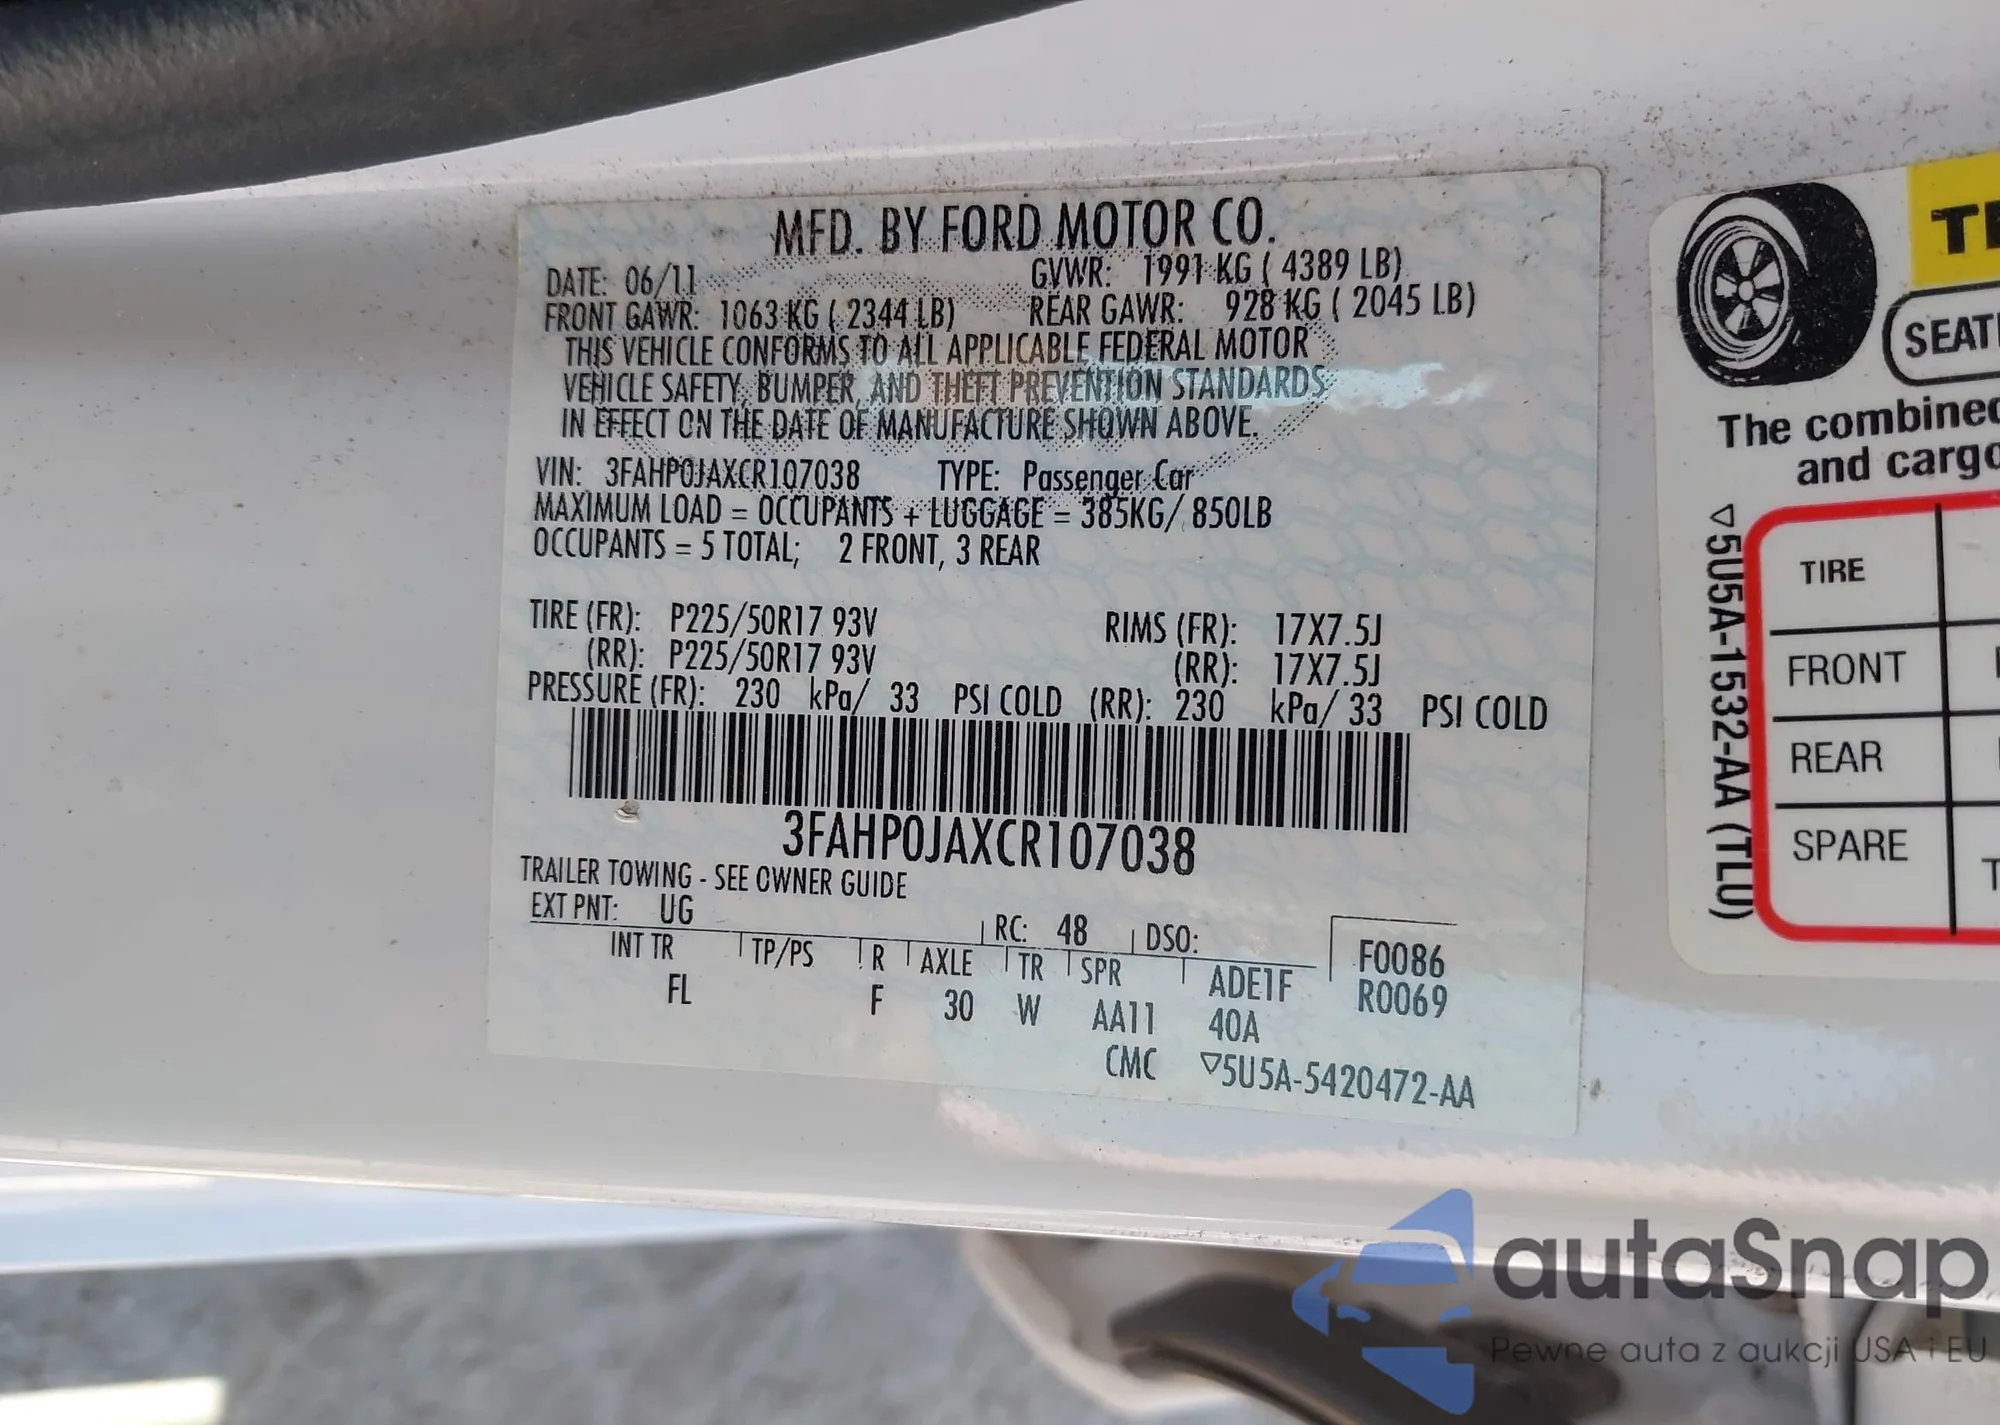 MFD. BY FORD MOTOR CO.
DATE: 06/11 GVWR: 1991 KG ( 4389 LB)
FRONT GAWR: 1063 KG ( 2344 LB) REAR GAWR: 928 KG ( 2045 LB)
THIS VEHICLE CONFORMS TO ALL APPLICABLE FEDERAL MOTOR
VEHICLE SAFETY, BUMPER, AND THEFT PREVENTION STANDARDS
IN EFFECT ON THE DATE OF MANUFACTURE SHOWN ABOVE.
VIN: 3FAHP0JAXCR107038 TYPE: Passenger Car
MAXIMUM LOAD = OCCUPANTS + LUGGAGE = 385KG/ 850LB
OCCUPANTS = 5 TOTAL; 2 FRONT, 3 REAR
TIRE (FR): P225/50R17 93V RIMS (FR): 17X7.5J
(RR): P225/50R17 93V (RR): 17X7.5J
PRESSURE (FR): 230 kPa/ 33 PSI COLD (RR): 230 kPa/ 33 PSI COLD
3FAHP0JAXCR107038
TRAILER TOWING - SEE OWNER GUIDE
EXT PNT: UG RC: 48 DSO: F0086
INT TR TP/PS R AXLE TR SPR ADE1F R0069
FL F 30 W AA11 40A
CMC ▽5U5A-5420472-AA
SEATI
The combined
and cargo
▽5U5A-1532-AA (TLU)
TIRE
FRONT
REAR
SPARE
autaSnap
Pewne auta z aukcji USA i EU